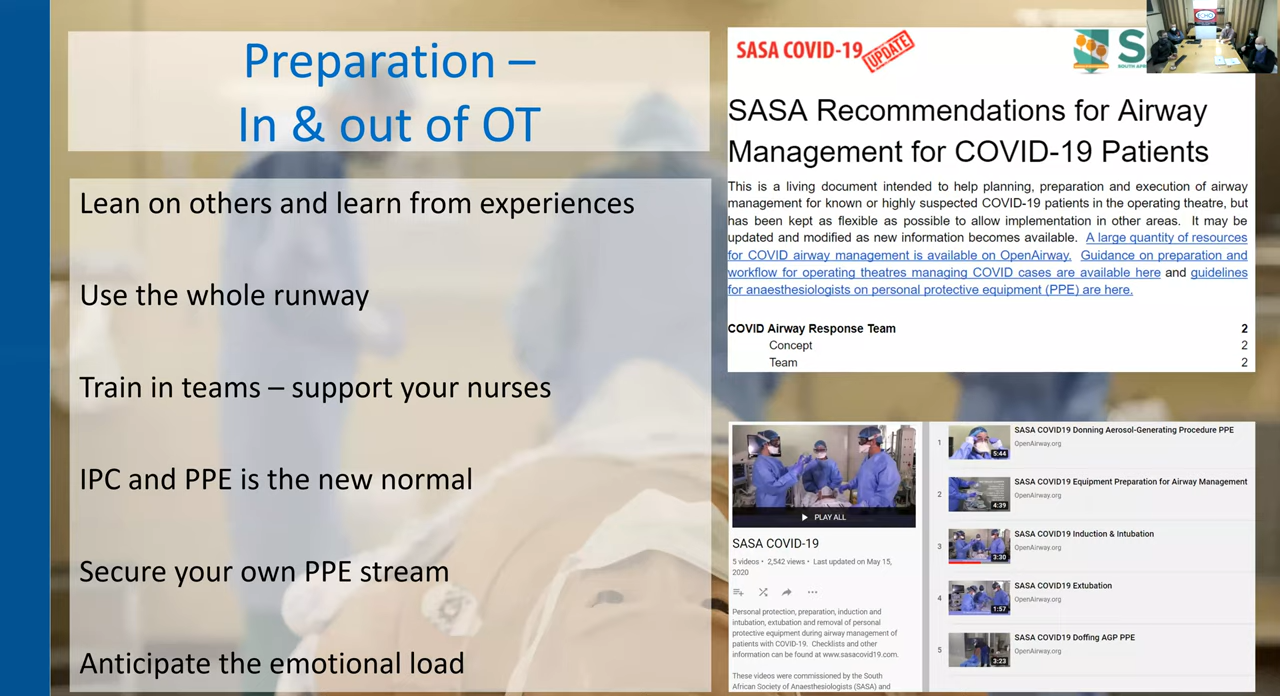 Preparation –
In & out of OT
Lean on others and learn from experiences
Use the whole runway
Train in teams – support your nurses
IPC and PPE is the new normal
Secure your own PPE stream
Anticipate the emotional load
SASA COVID-19 UPDATE
S
SOUTH AFR
SASA Recommendations for Airway
Management for COVID-19 Patients
This is a living document intended to help planning, preparation and execution of airway
management for known or highly suspected COVID-19 patients in the operating theatre, but
has been kept as flexible as possible to allow implementation in other areas. It may be
updated and modified as new information becomes available. A large quantity of resources
for COVID airway management is available on OpenAirway. Guidance on preparation and
workflow for operating theatres managing COVID cases are available here and guidelines
for anaesthesiologists on personal protective equipment (PPE) are here.
COVID Airway Response Team 2
Concept 2
Team 2
PLAY ALL
SASA COVID-19
5 videos • 2,542 views • Last updated on May 15,
2020
Personal protection, preparation, induction and
intubation, extubation and removal of personal
protective equipment during airway management of
patients with COVID-19. Checklists and other
information can be found at www.sasacovid19.com.
These videos were commissioned by the South
African Society of Anaesthesiologists (SASA) and
1
5:44
SASA COVID19 Donning Aerosol-Generating Procedure PPE
OpenAirway.org
2
4:39
SASA COVID19 Equipment Preparation for Airway Management
OpenAirway.org
3
3:30
SASA COVID19 Induction & Intubation
OpenAirway.org
4
1:57
SASA COVID19 Extubation
OpenAirway.org
5
3:23
SASA COVID19 Doffing AGP PPE
OpenAirway.org